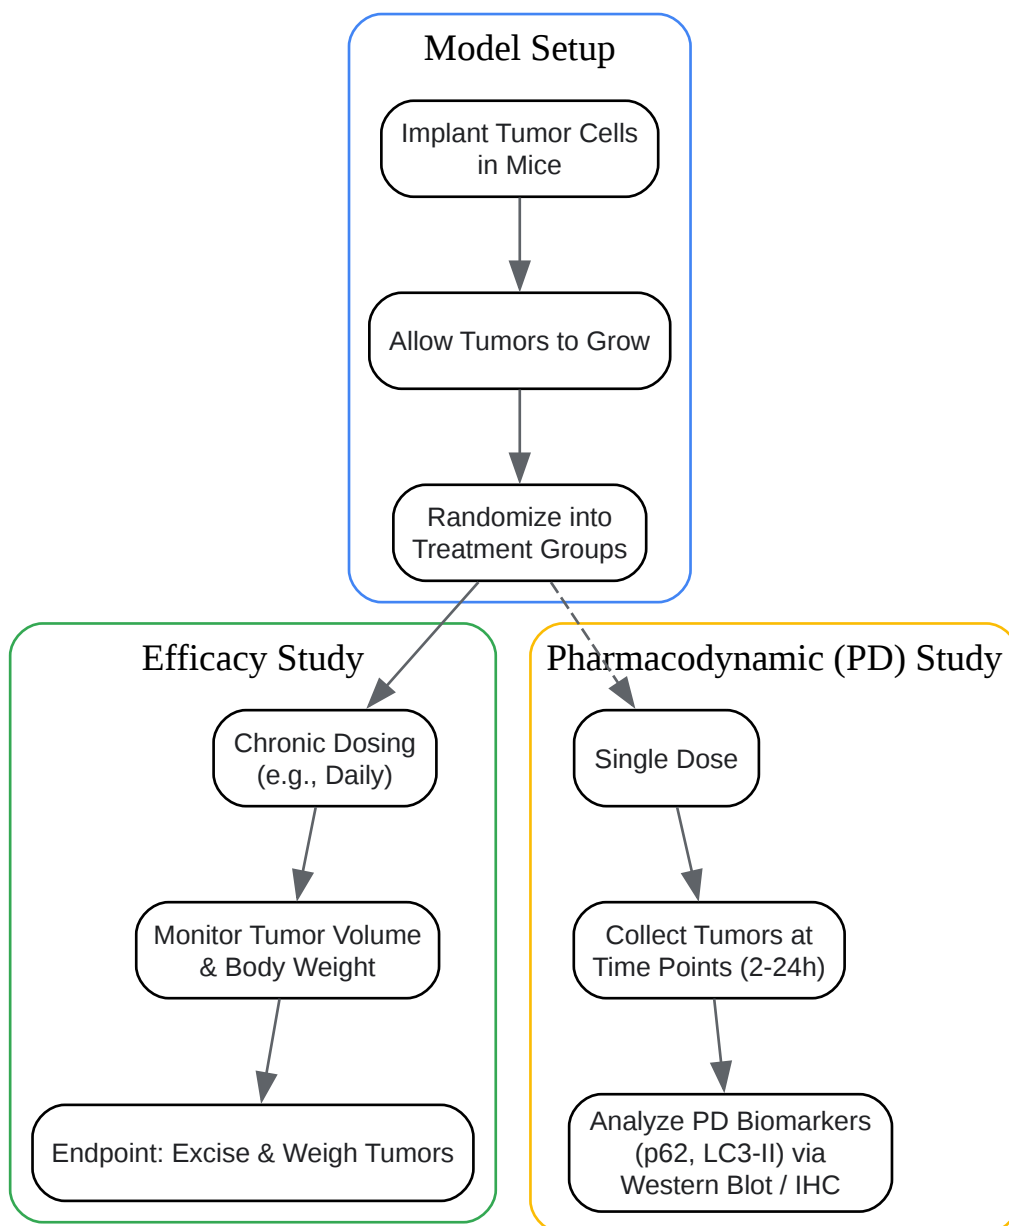 Model Setup
Implant Tumor Cells
in Mice
Allow Tumors to Grow
Randomize into
Treatment Groups
Efficacy Study
Chronic Dosing
(e.g., Daily)
Monitor Tumor Volume
& Body Weight
Endpoint: Excise & Weigh Tumors
Pharmacodynamic (PD) Study
Single Dose
Collect Tumors at
Time Points (2-24h)
Analyze PD Biomarkers
(p62, LC3-II) via
Western Blot / IHC